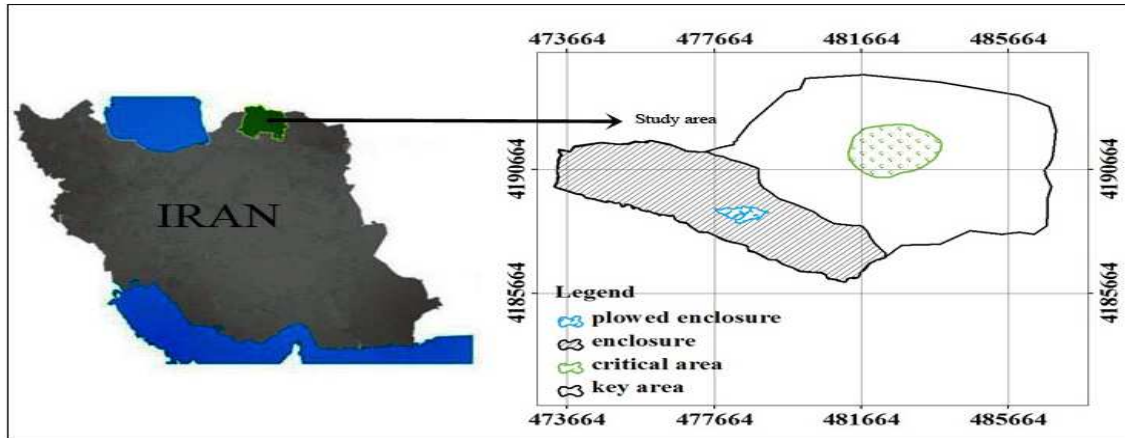 IRAN
473664 477664 481664 485664
Study area
4190664
4190664
4185664
4185664
Legend
plowed enclosure
enclosure
critical area
key area
473664 477664 481664 485664